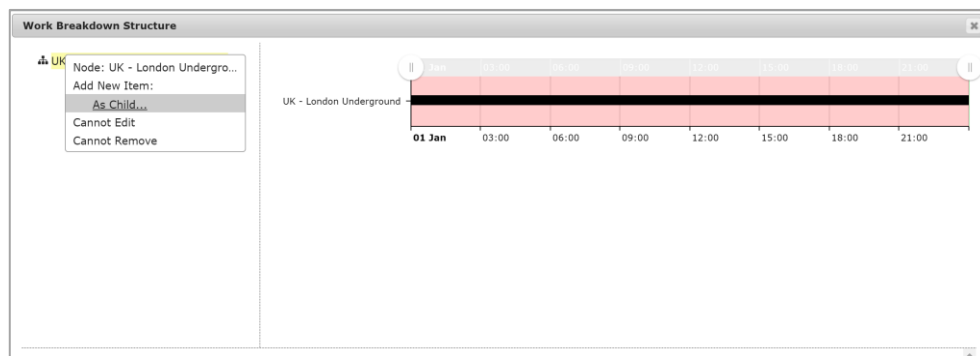 Work Breakdown Structure
UK
Node: UK - London Undergro...
Add New Item:
As Child...
Cannot Edit
Cannot Remove
Jan 03:00 06:00 09:00 12:00 15:00 18:00 21:00
UK - London Underground
01 Jan 03:00 06:00 09:00 12:00 15:00 18:00 21:00